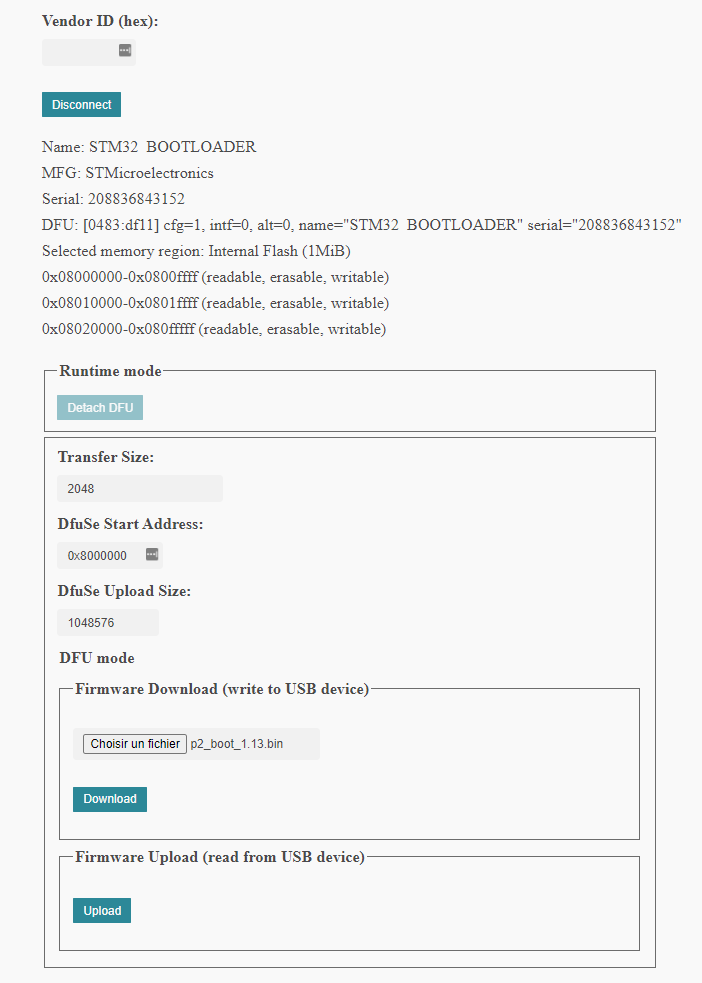 Vendor ID (hex):
Disconnect
Name: STM32  BOOTLOADER
MFG: STMicroelectronics
Serial: 208836843152
DFU: [0483:df11] cfg=1, intf=0, alt=0, name="STM32  BOOTLOADER" serial="208836843152"
Selected memory region: Internal Flash (1MiB)
0x08000000-0x0800ffff (readable, erasable, writable)
0x08010000-0x0801ffff (readable, erasable, writable)
0x08020000-0x080fffff (readable, erasable, writable)
Runtime mode
Detach DFU
Transfer Size:
2048
DfuSe Start Address:
0x8000000
DfuSe Upload Size:
1048576
DFU mode
Firmware Download (write to USB device)
Choisir un fichier p2_boot_1.13.bin
Download
Firmware Upload (read from USB device)
Upload